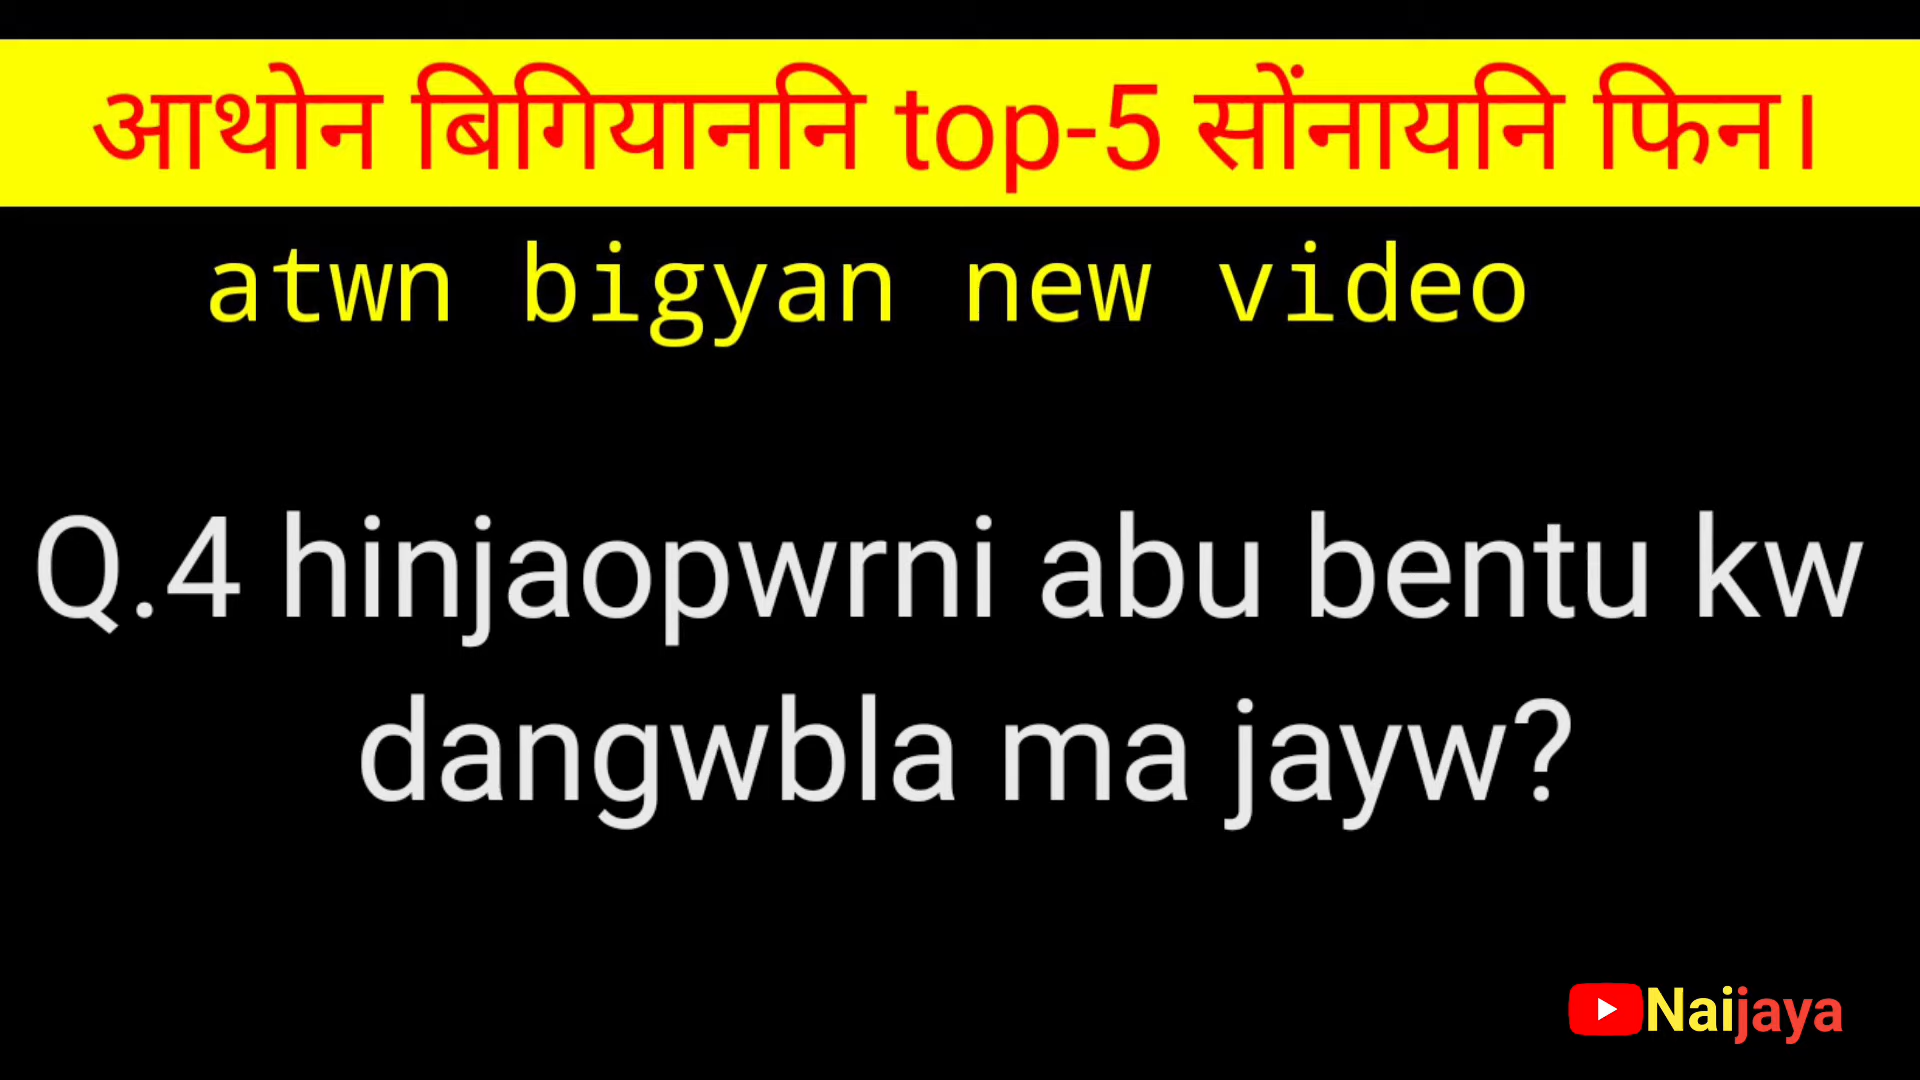 आथोन बिगियाननि top-5 सोंनायनि फिन।
atwn bigyan new video
Q.4 hinjaopwrni abu bentu kw
dangwbla ma jayw?
Naijaya